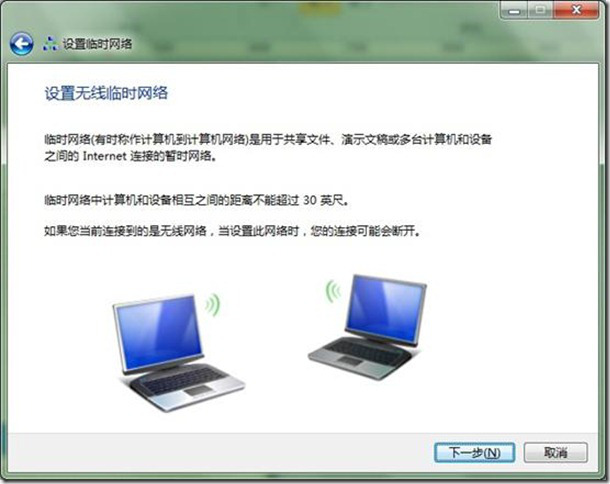 设置临时网络
设置无线临时网络
临时网络(有时称作计算机到计算机网络)是用于共享文件、演示文稿或多台计算机和设备
之间的 Internet 连接的暂时网络。
临时网络中计算机和设备相互之间的距离不能超过 30 英尺。
如果您当前连接到的是无线网络，当设置此网络时，您的连接可能会断开。
下一步(N)
取消